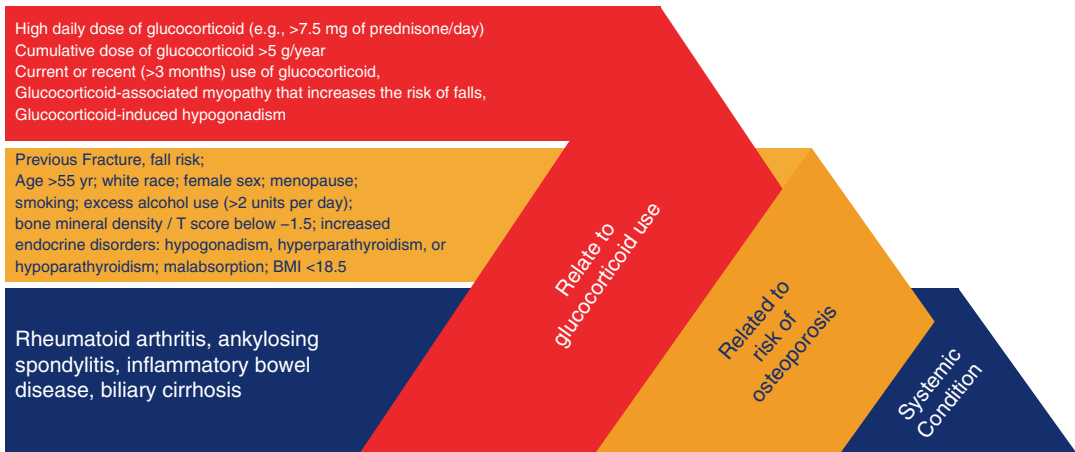 High daily dose of glucocorticoid (e.g., >7.5 mg of prednisone/day)
Cumulative dose of glucocorticoid >5 g/year
Current or recent (>3 months) use of glucocorticoid,
Glucocorticoid-associated myopathy that increases the risk of falls,
Glucocorticoid-induced hypogonadism
Previous Fracture, fall risk;
Age >55 yr; white race; female sex; menopause;
smoking; excess alcohol use (>2 units per day);
bone mineral density / T score below −1.5; increased
endocrine disorders: hypogonadism, hyperparathyroidism, or
hypoparathyroidism; malabsorption; BMI <18.5
Rheumatoid arthritis, ankylosing
spondylitis, inflammatory bowel
disease, biliary cirrhosis
Relate to
glucocorticoid use
Related to
risk of
osteoporosis
Systemic
Condition